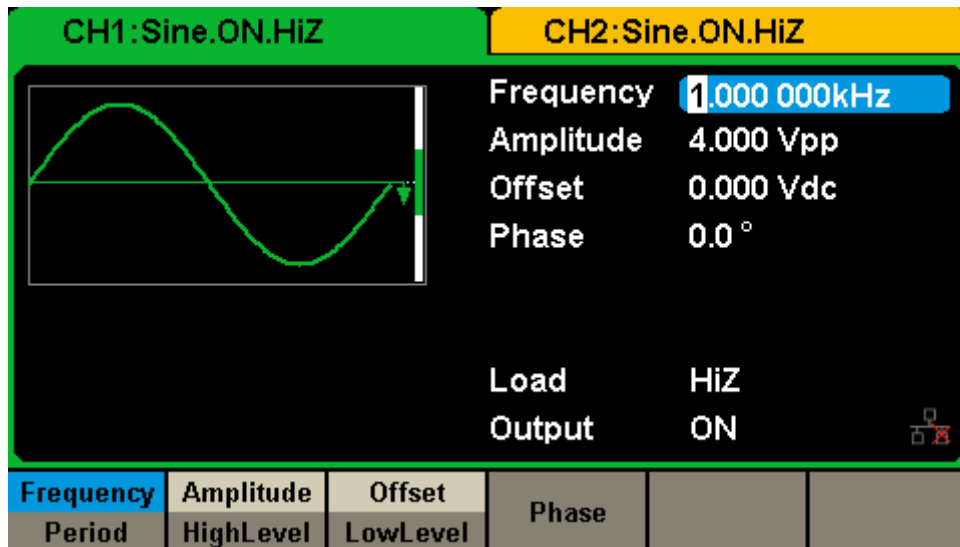 CH1:Sine.ON.HiZ
CH2:Sine.ON.HiZ
Frequency 1.000 000kHz
Amplitude 4.000 Vpp
Offset 0.000 Vdc
Phase 0.0 °
Load HiZ
Output ON
Frequency Amplitude Offset Phase
Period HighLevel LowLevel